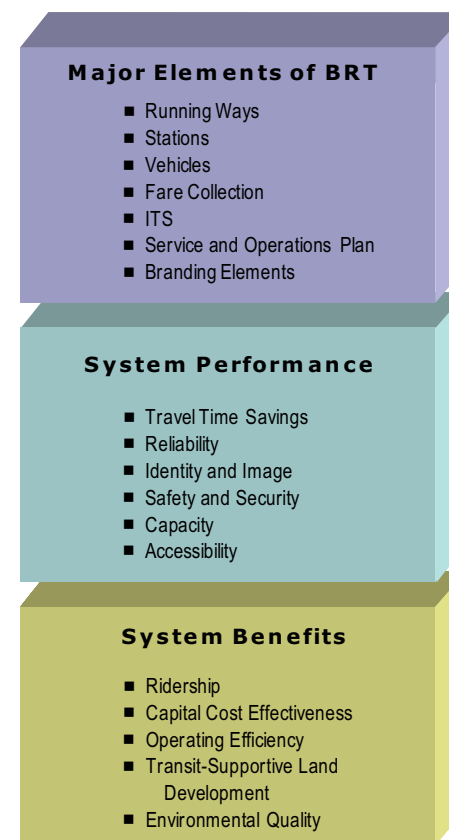 Major Elements of BRT
■ Running Ways
■ Stations
■ Vehicles
■ Fare Collection
■ ITS
■ Service and Operations Plan
■ Branding Elements
System Performance
■ Travel Time Savings
■ Reliability
■ Identity and Image
■ Safety and Security
■ Capacity
■ Accessibility
System Benefits
■ Ridership
■ Capital Cost Effectiveness
■ Operating Efficiency
■ Transit-Supportive Land
Development
■ Environmental Quality